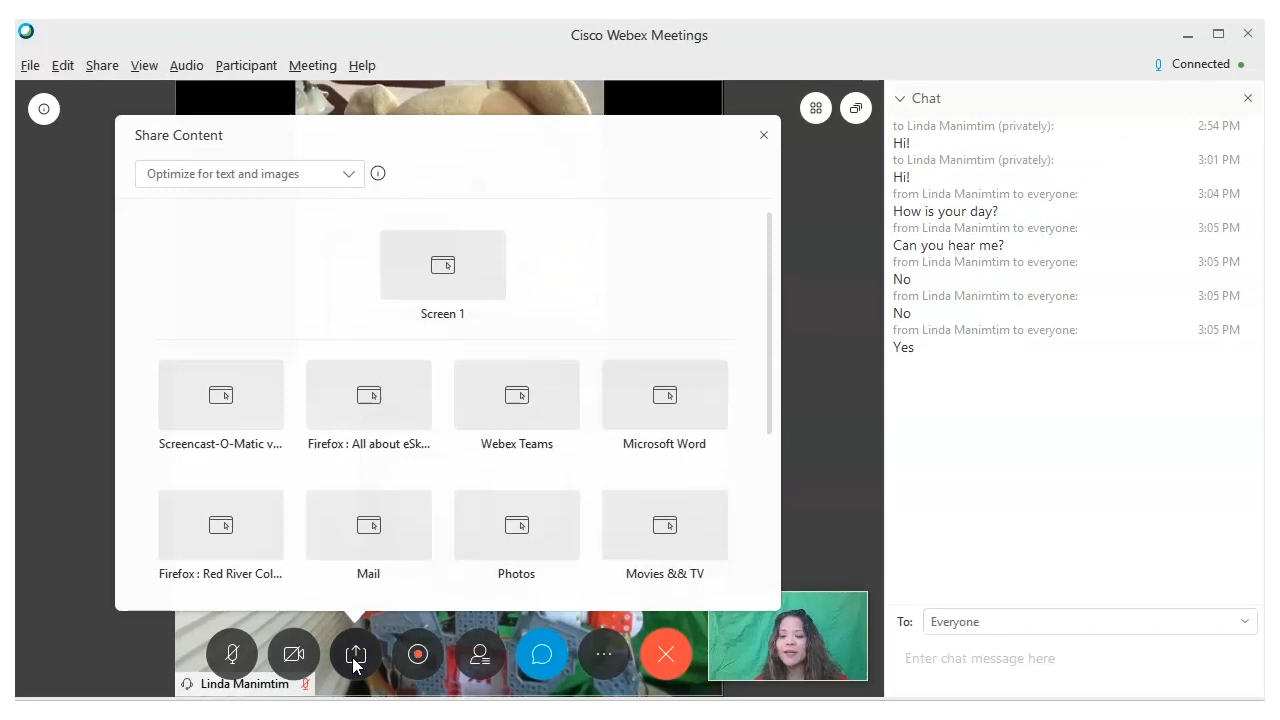 Cisco Webex Meetings
File Edit Share View Audio Participant Meeting Help
Connected
Share Content
Optimize for text and images
Screen 1
Screencast-O-Matic v...
Firefox : All about eSk...
Webex Teams
Microsoft Word
Firefox : Red River Col...
Mail
Photos
Movies && TV
Linda Manimtim
Chat
to Linda Manimtim (privately): 2:54 PM
Hi!
to Linda Manimtim (privately): 3:01 PM
Hi!
from Linda Manimtim to everyone: 3:04 PM
How is your day?
from Linda Manimtim to everyone: 3:05 PM
Can you hear me?
from Linda Manimtim to everyone: 3:05 PM
No
from Linda Manimtim to everyone: 3:05 PM
No
from Linda Manimtim to everyone: 3:05 PM
Yes
To: Everyone
Enter chat message here